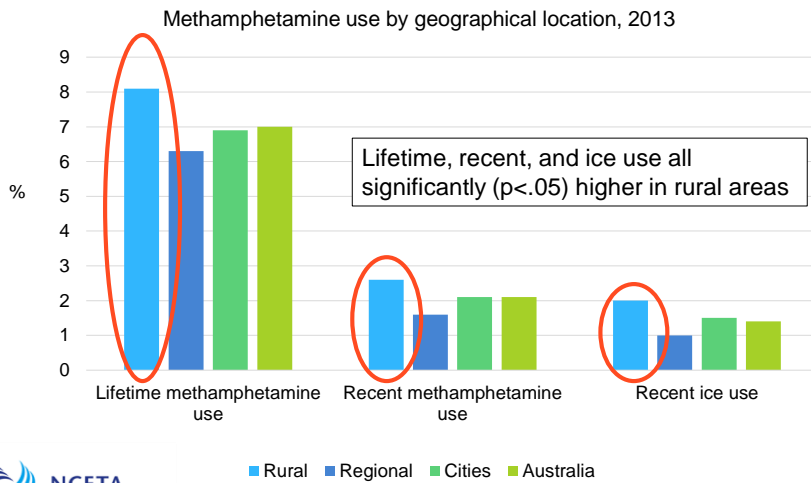 Methamphetamine use by geographical location, 2013
9
8
7
6
5
4
3
2
1
0
%
Lifetime, recent, and ice use all
significantly (p<.05) higher in rural areas
Lifetime methamphetamine
use
Recent methamphetamine
use
Recent ice use
Rural Regional Cities Australia
NCETA